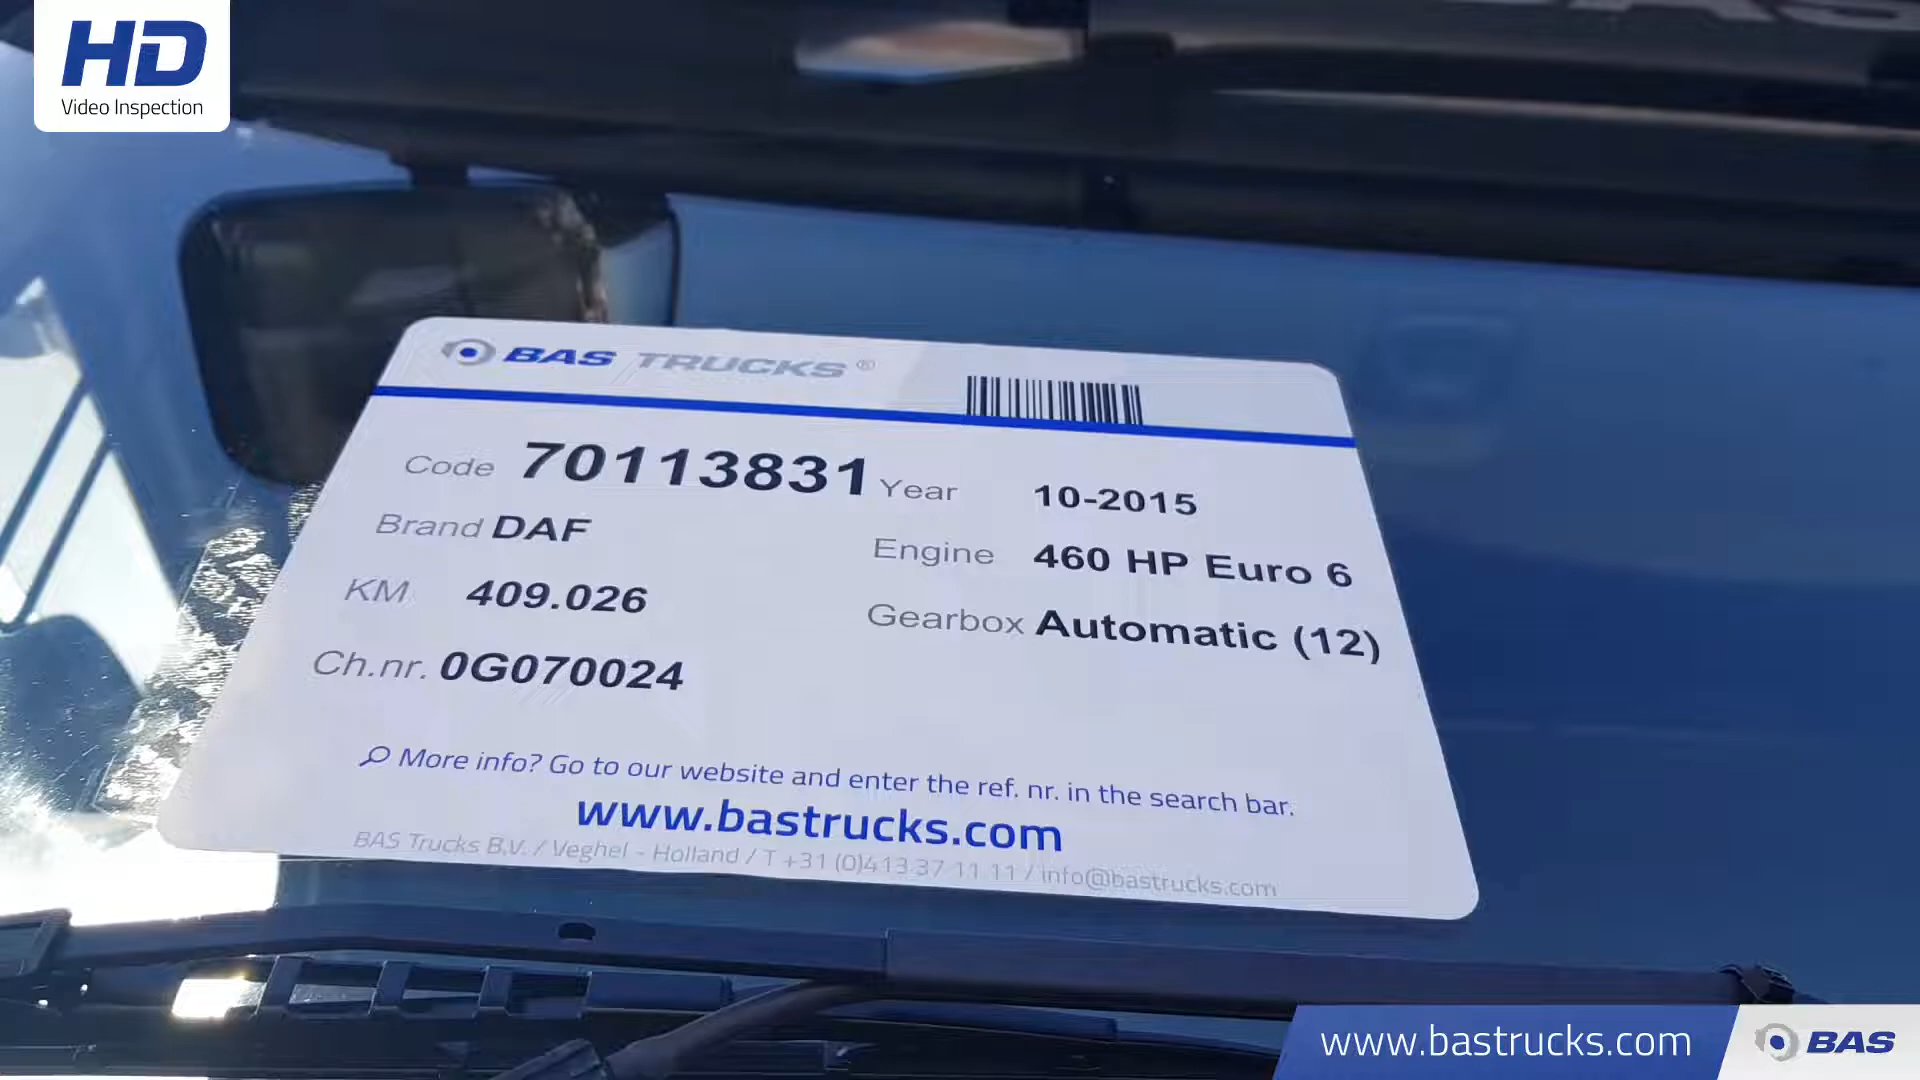 HD
Video Inspection
BAS TRUCKS®
Code 70113831
Year 10-2015
Brand DAF
Engine 460 HP Euro 6
KM 409.026
Gearbox Automatic (12)
Ch.nr. 0G070024
More info? Go to our website and enter the ref. nr. in the search bar.
www.bastrucks.com
BAS Trucks B.V. / Veghel - Holland / T +31 (0)413 37 11 11 / info@bastrucks.com
www.bastrucks.com
BAS